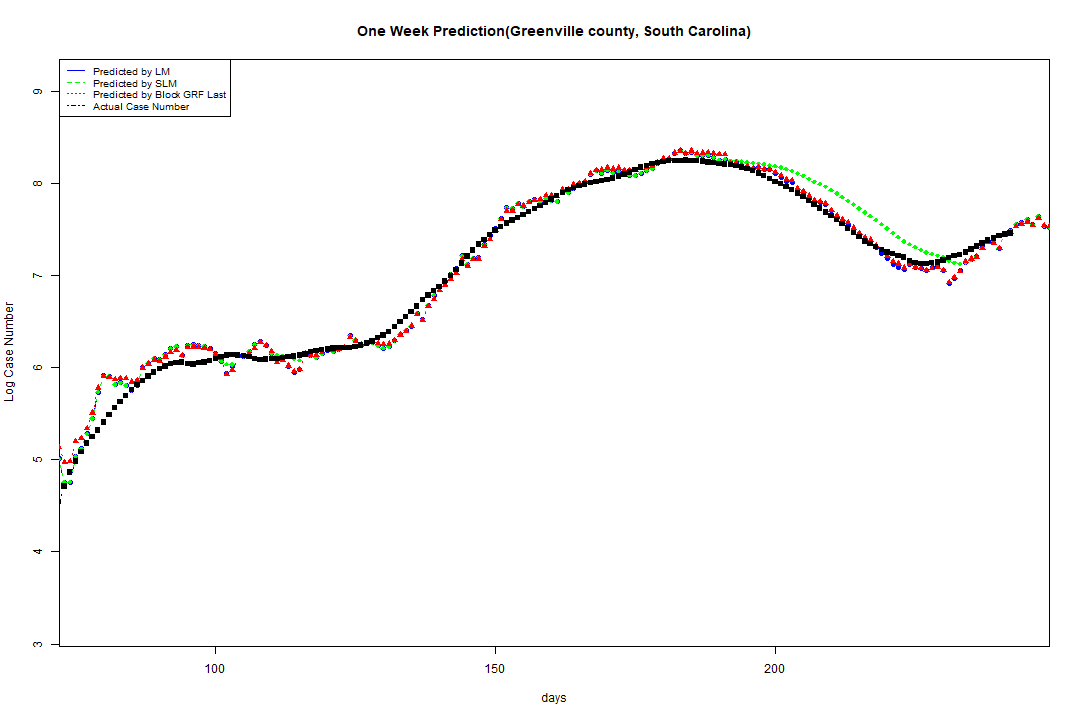 One Week Prediction(Greenville county, South Carolina)
Predicted by LM
Predicted by SLM
Predicted by Block GRF Last
Actual Case Number
9
8
7
6
5
4
3
Log Case Number
100 150 200
days